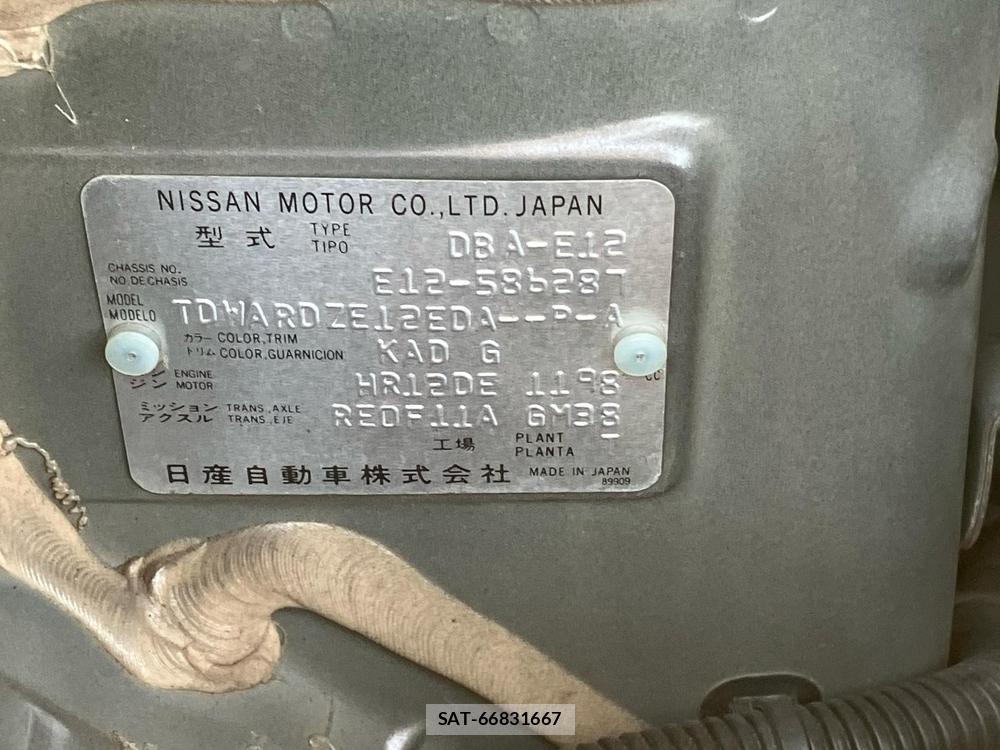 NISSAN MOTOR CO.,LTD. JAPAN
型式 TYPE TIPO DBA-E12
CHASSIS NO. NO.DE CHASIS E12-586287
MODEL MODELO TDWARDZE12EDA--P-A
カラー COLOR,TRIM
トリム COLOR,GUARNICION KAD G
ン ENGINE
ジン MOTOR HR12DE 1198 CC
ミッション TRANS.,AXLE
アクスル TRANS.,EJE RE0F11A GM38
工場 PLANT PLANTA
日産自動車株式会社 MADE IN JAPAN
89909
SAT-66831667